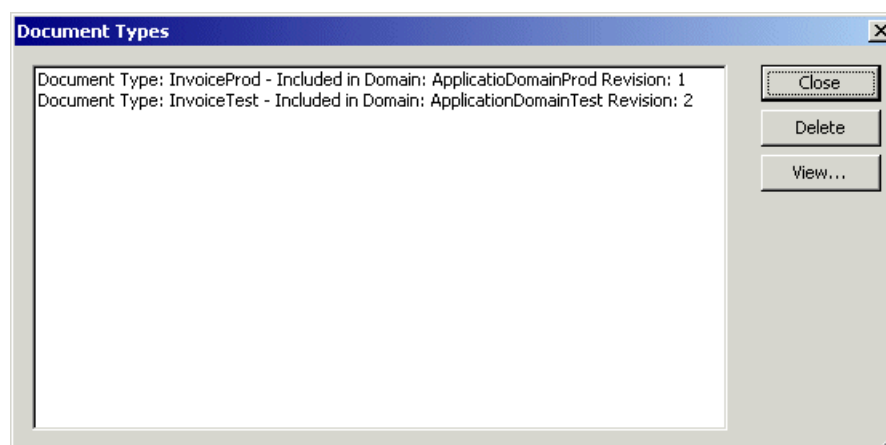 Document Types
Document Type: InvoiceProd - Included in Domain: ApplicatioDomainProd Revision: 1
Document Type: InvoiceTest - Included in Domain: ApplicationDomainTest Revision: 2
Close
Delete
View...